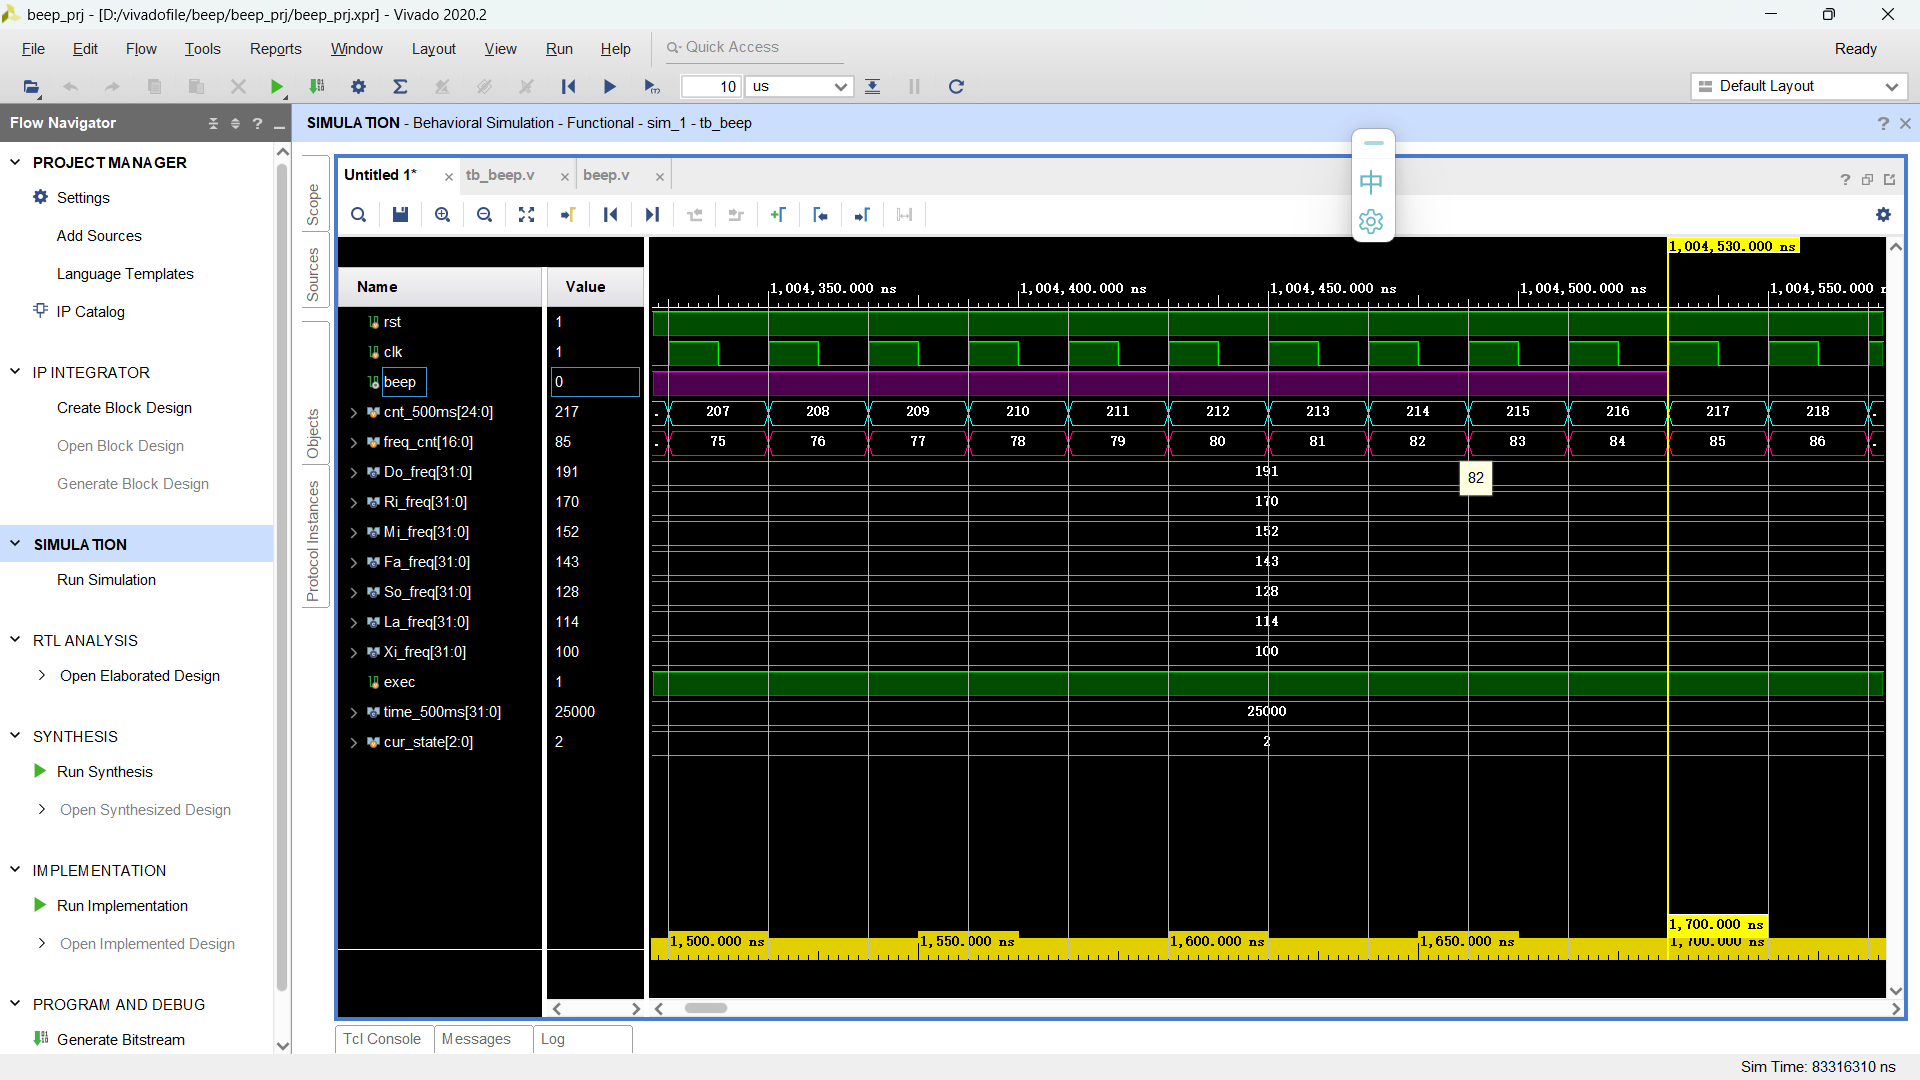 beep_prj - [D:/vivadofile/beep/beep_prj/beep_prj.xpr] - Vivado 2020.2
File Edit Flow Tools Reports Window Layout View Run Help Quick Access Ready
10 us Default Layout
Flow Navigator
SIMULATION - Behavioral Simulation - Functional - sim_1 - tb_beep
PROJECT MANAGER
Settings
Add Sources
Language Templates
IP Catalog
IP INTEGRATOR
Create Block Design
Open Block Design
Generate Block Design
SIMULATION
Run Simulation
RTL ANALYSIS
Open Elaborated Design
SYNTHESIS
Run Synthesis
Open Synthesized Design
IMPLEMENTATION
Run Implementation
Open Implemented Design
PROGRAM AND DEBUG
Generate Bitstream
Scope
Sources
Objects
Protocol Instances
Untitled 1* tb_beep.v beep.v
中
1,004,530.000 ns
Name Value
1,004,350.000 ns 1,004,400.000 ns 1,004,450.000 ns 1,004,500.000 ns 1,004,550.000
rst 1
clk 1
beep 0
cnt_500ms[24:0] 217 207 208 209 210 211 212 213 214 215 216 217 218
freq_cnt[16:0] 85 75 76 77 78 79 80 81 82 83 84 85 86
Do_freq[31:0] 191 191
82
Ri_freq[31:0] 170 170
Mi_freq[31:0] 152 152
Fa_freq[31:0] 143 143
So_freq[31:0] 128 128
La_freq[31:0] 114 114
Xi_freq[31:0] 100 100
exec 1
time_500ms[31:0] 25000 25000
cur_state[2:0] 2 2
1,700.000 ns
1,500.000 ns 1,550.000 ns 1,600.000 ns 1,650.000 ns 1,700.000 ns
Tcl Console Messages Log
Sim Time: 83316310 ns